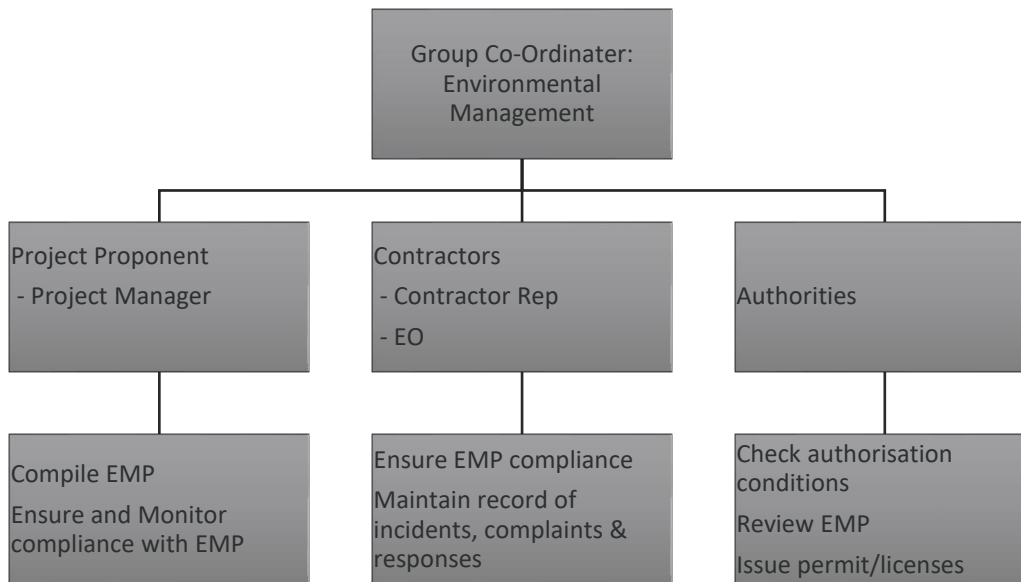 Group Co-Ordinater:
Environmental
Management
Project Proponent
- Project Manager
Contractors
- Contractor Rep
- EO
Authorities
Compile EMP
Ensure and Monitor
compliance with EMP
Ensure EMP compliance
Maintain record of
incidents, complaints &
responses
Check authorisation
conditions
Review EMP
Issue permit/licenses